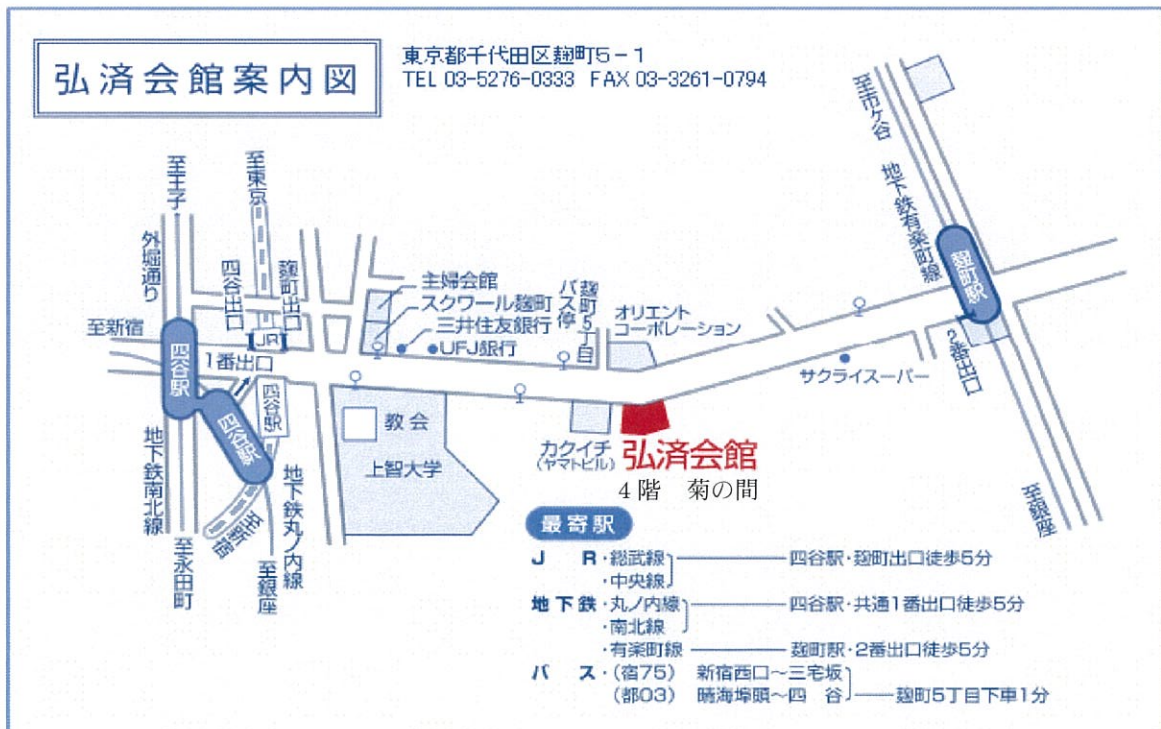 弘済会館案内図
東京都千代田区麹町5-1
TEL 03-5276-0333 FAX 03-3261-0794
至王子
外堀通り
至東京
四谷出口
麹町出口
JR
至新宿
四谷駅
1番出口
四谷駅
四谷駅
地下鉄南北線
至永田町
至新宿
至銀座
地下鉄丸ノ内線
主婦会館
スクワール麹町
三井住友銀行
UFJ銀行
麹町5丁目
バス停
オリエント
コーポレーション
教会
上智大学
カクイチ
(ヤマトビル)
弘済会館
4階 菊の間
サクライスーパー
至市ケ谷
地下鉄有楽町線
麹町駅
2番出口
至銀座
最寄駅
JR・総武線
・中央線
四谷駅・麹町出口徒歩5分
地下鉄・丸ノ内線
・南北線
四谷駅・共通1番出口徒歩5分
・有楽町線 麹町駅・2番出口徒歩5分
バス・(宿75) 新宿西口~三宅坂
(都03) 晴海埠頭~四 谷
麹町5丁目下車1分